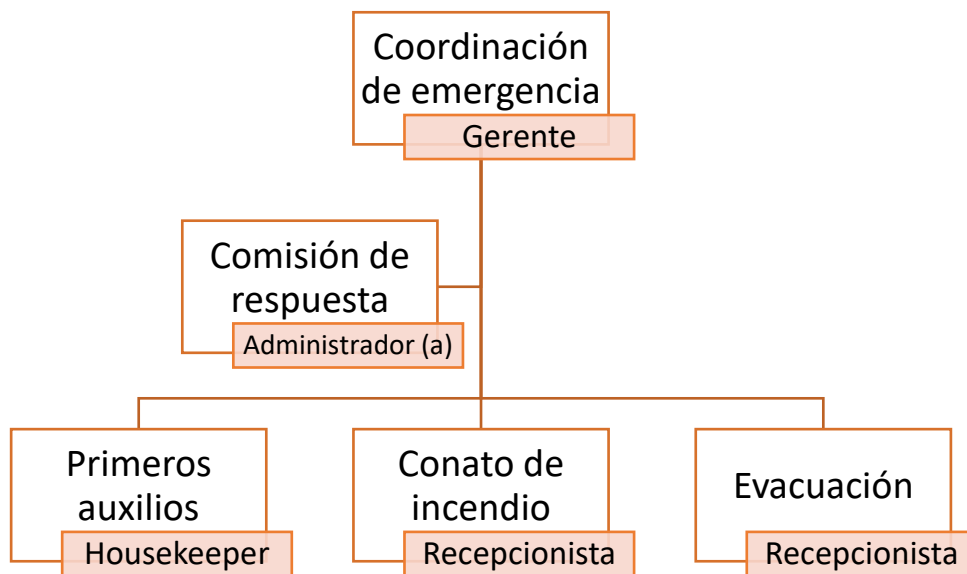 Coordinación
de emergencia
Gerente
Comisión de
respuesta
Administrador (a)
Primeros
auxilios
Housekeeper
Conato de
incendio
Recepcionista
Evacuación
Recepcionista